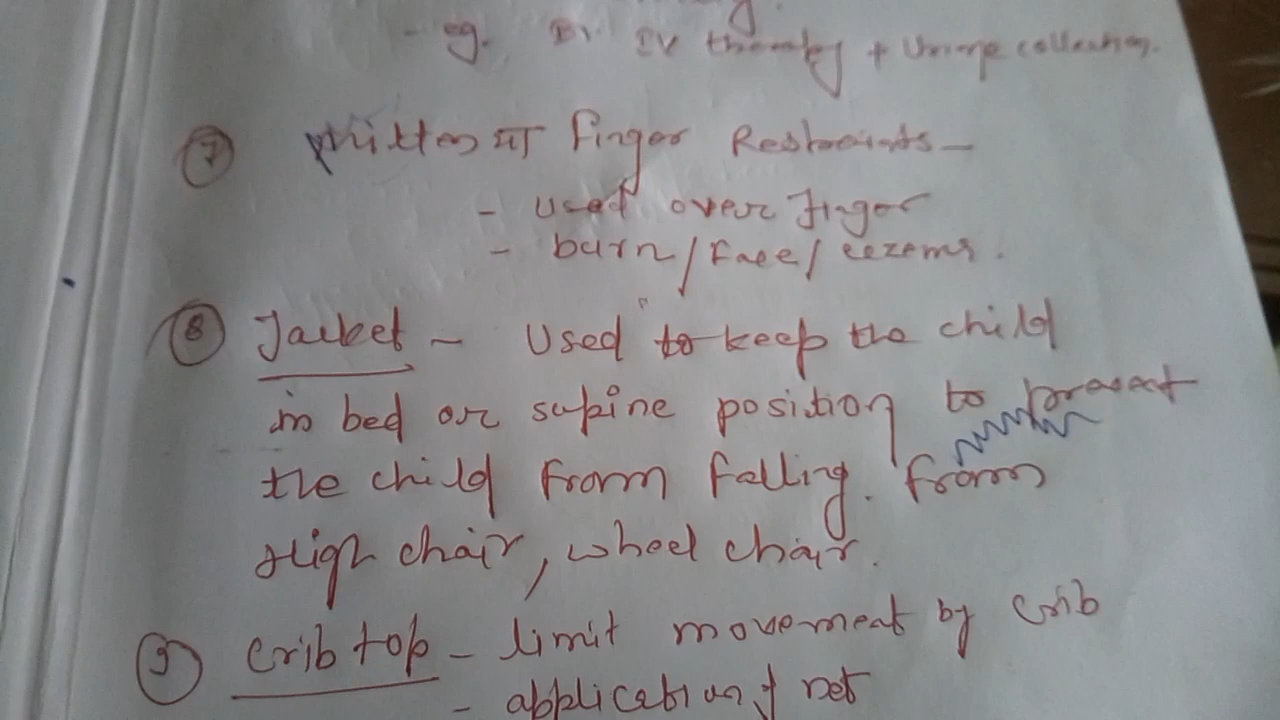 - eg. IV therapy + Urine collection.
7 Mitten या Finger Restraints -
- used over finger
- burn / Face / eezema.
8 Jacket - Used to keep the child
in bed or supine position to prevent
the child from falling. from
High chair, wheel chair.
9 Crib top - limit movement by crib
- application of net